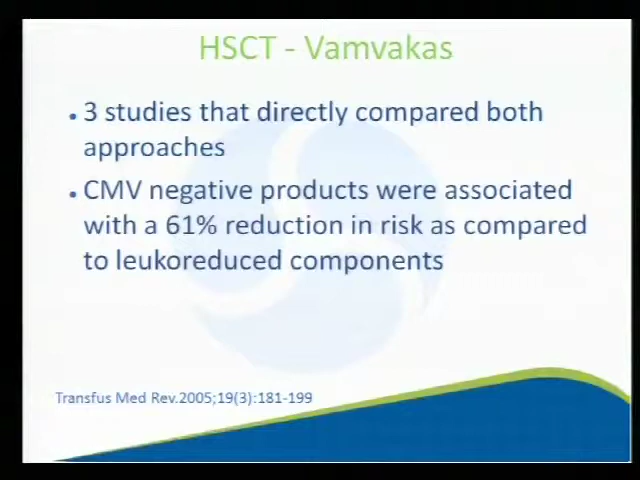 HSCT - Vamvakas
• 3 studies that directly compared both
approaches
• CMV negative products were associated
with a 61% reduction in risk as compared
to leukoreduced components
Transfus Med Rev.2005;19(3):181-199